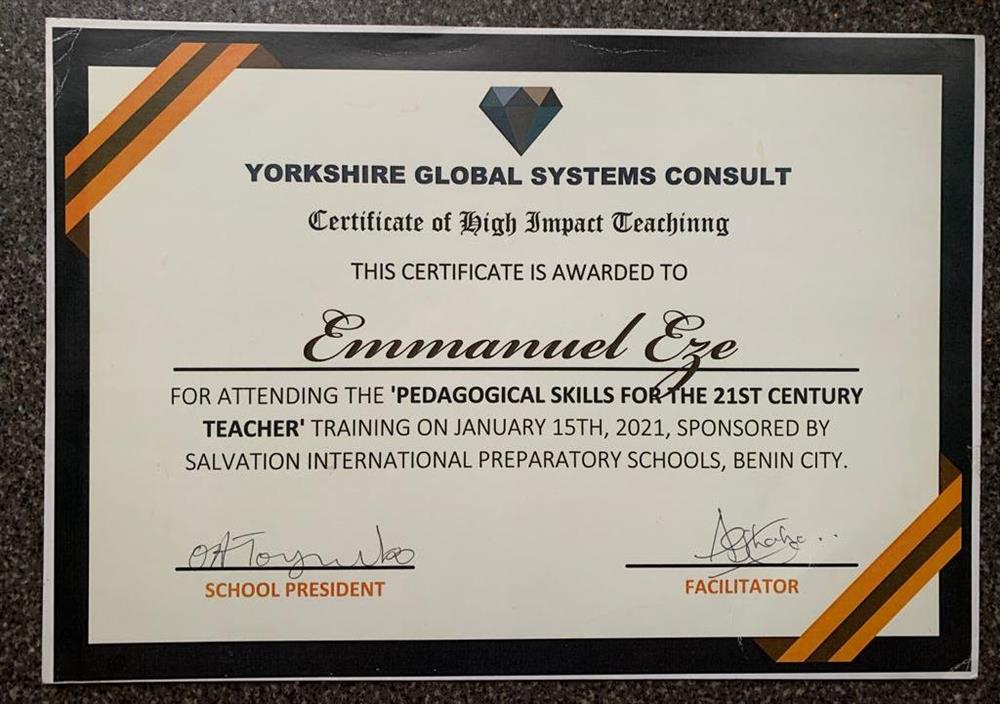 YORKSHIRE GLOBAL SYSTEMS CONSULT
Certificate of High Impact Teachinng
THIS CERTIFICATE IS AWARDED TO
Emmanuel Eze
FOR ATTENDING THE 'PEDAGOGICAL SKILLS FOR THE 21ST CENTURY
TEACHER' TRAINING ON JANUARY 15TH, 2021, SPONSORED BY
SALVATION INTERNATIONAL PREPARATORY SCHOOLS, BENIN CITY.
SCHOOL PRESIDENT
FACILITATOR